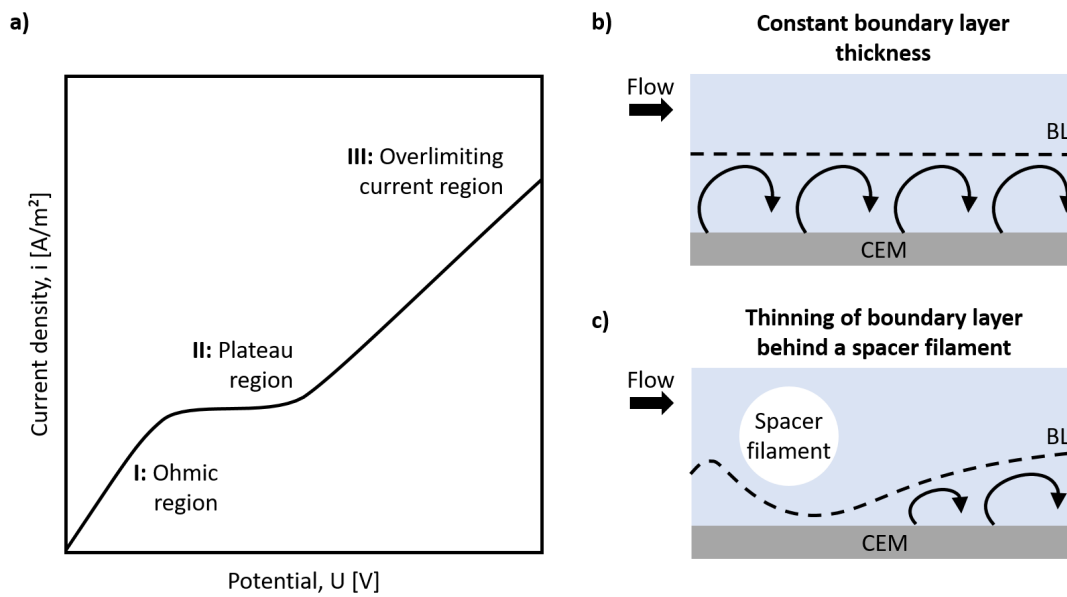 a)
Current density, i [A/m²]
III: Overlimiting
current region
II: Plateau
region
I: Ohmic
region
Potential, U [V]
b)
Constant boundary layer
thickness
Flow
BL
CEM
c)
Thinning of boundary layer
behind a spacer filament
Flow
Spacer
filament
BL
CEM